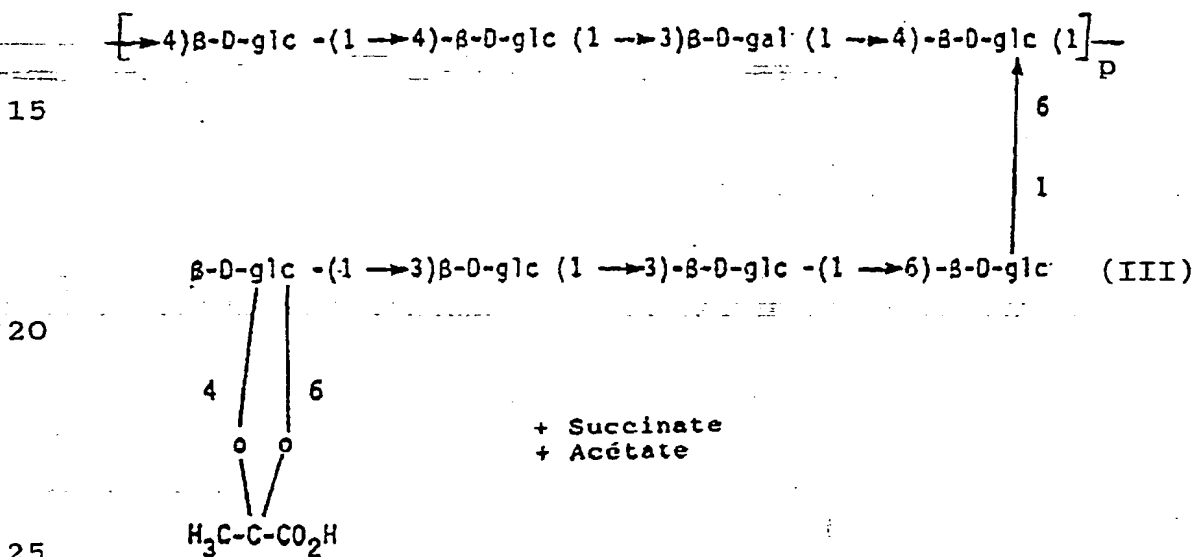 [→4)β-D-glc -(1 →4)-β-D-glc (1 →3)β-D-gal (1 →4)-β-D-glc (1]p
15
6
1
β-D-glc -(1 →3)β-D-glc (1 →3)-β-D-glc -(1 →6)-β-D-glc (III)
20
4 6
+ Succinate
o o + Acétate
H₃C-C-CO₂H
25